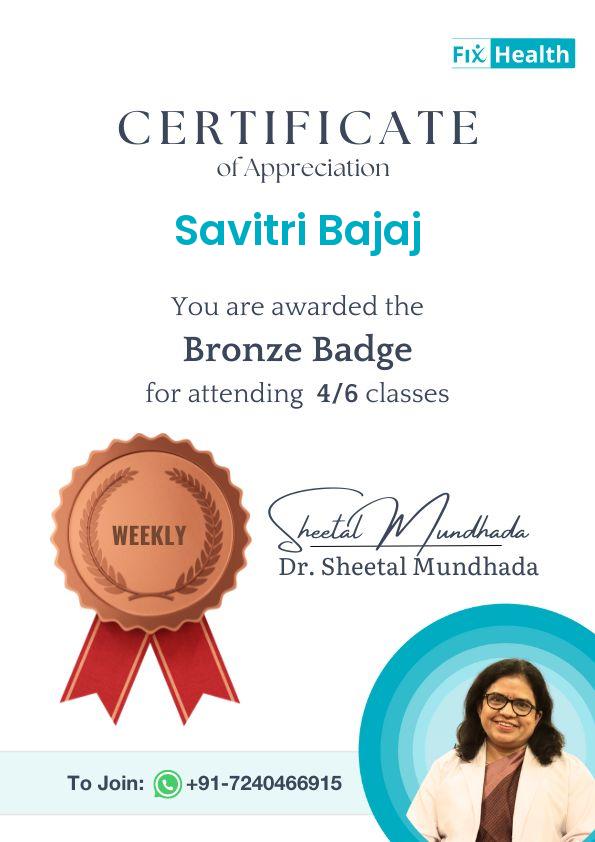 Fix Health
CERTIFICATE
of Appreciation
Savitri Bajaj
You are awarded the
Bronze Badge
for attending 4/6 classes
WEEKLY
Sheetal Mundhada
Dr. Sheetal Mundhada
To Join: +91-7240466915